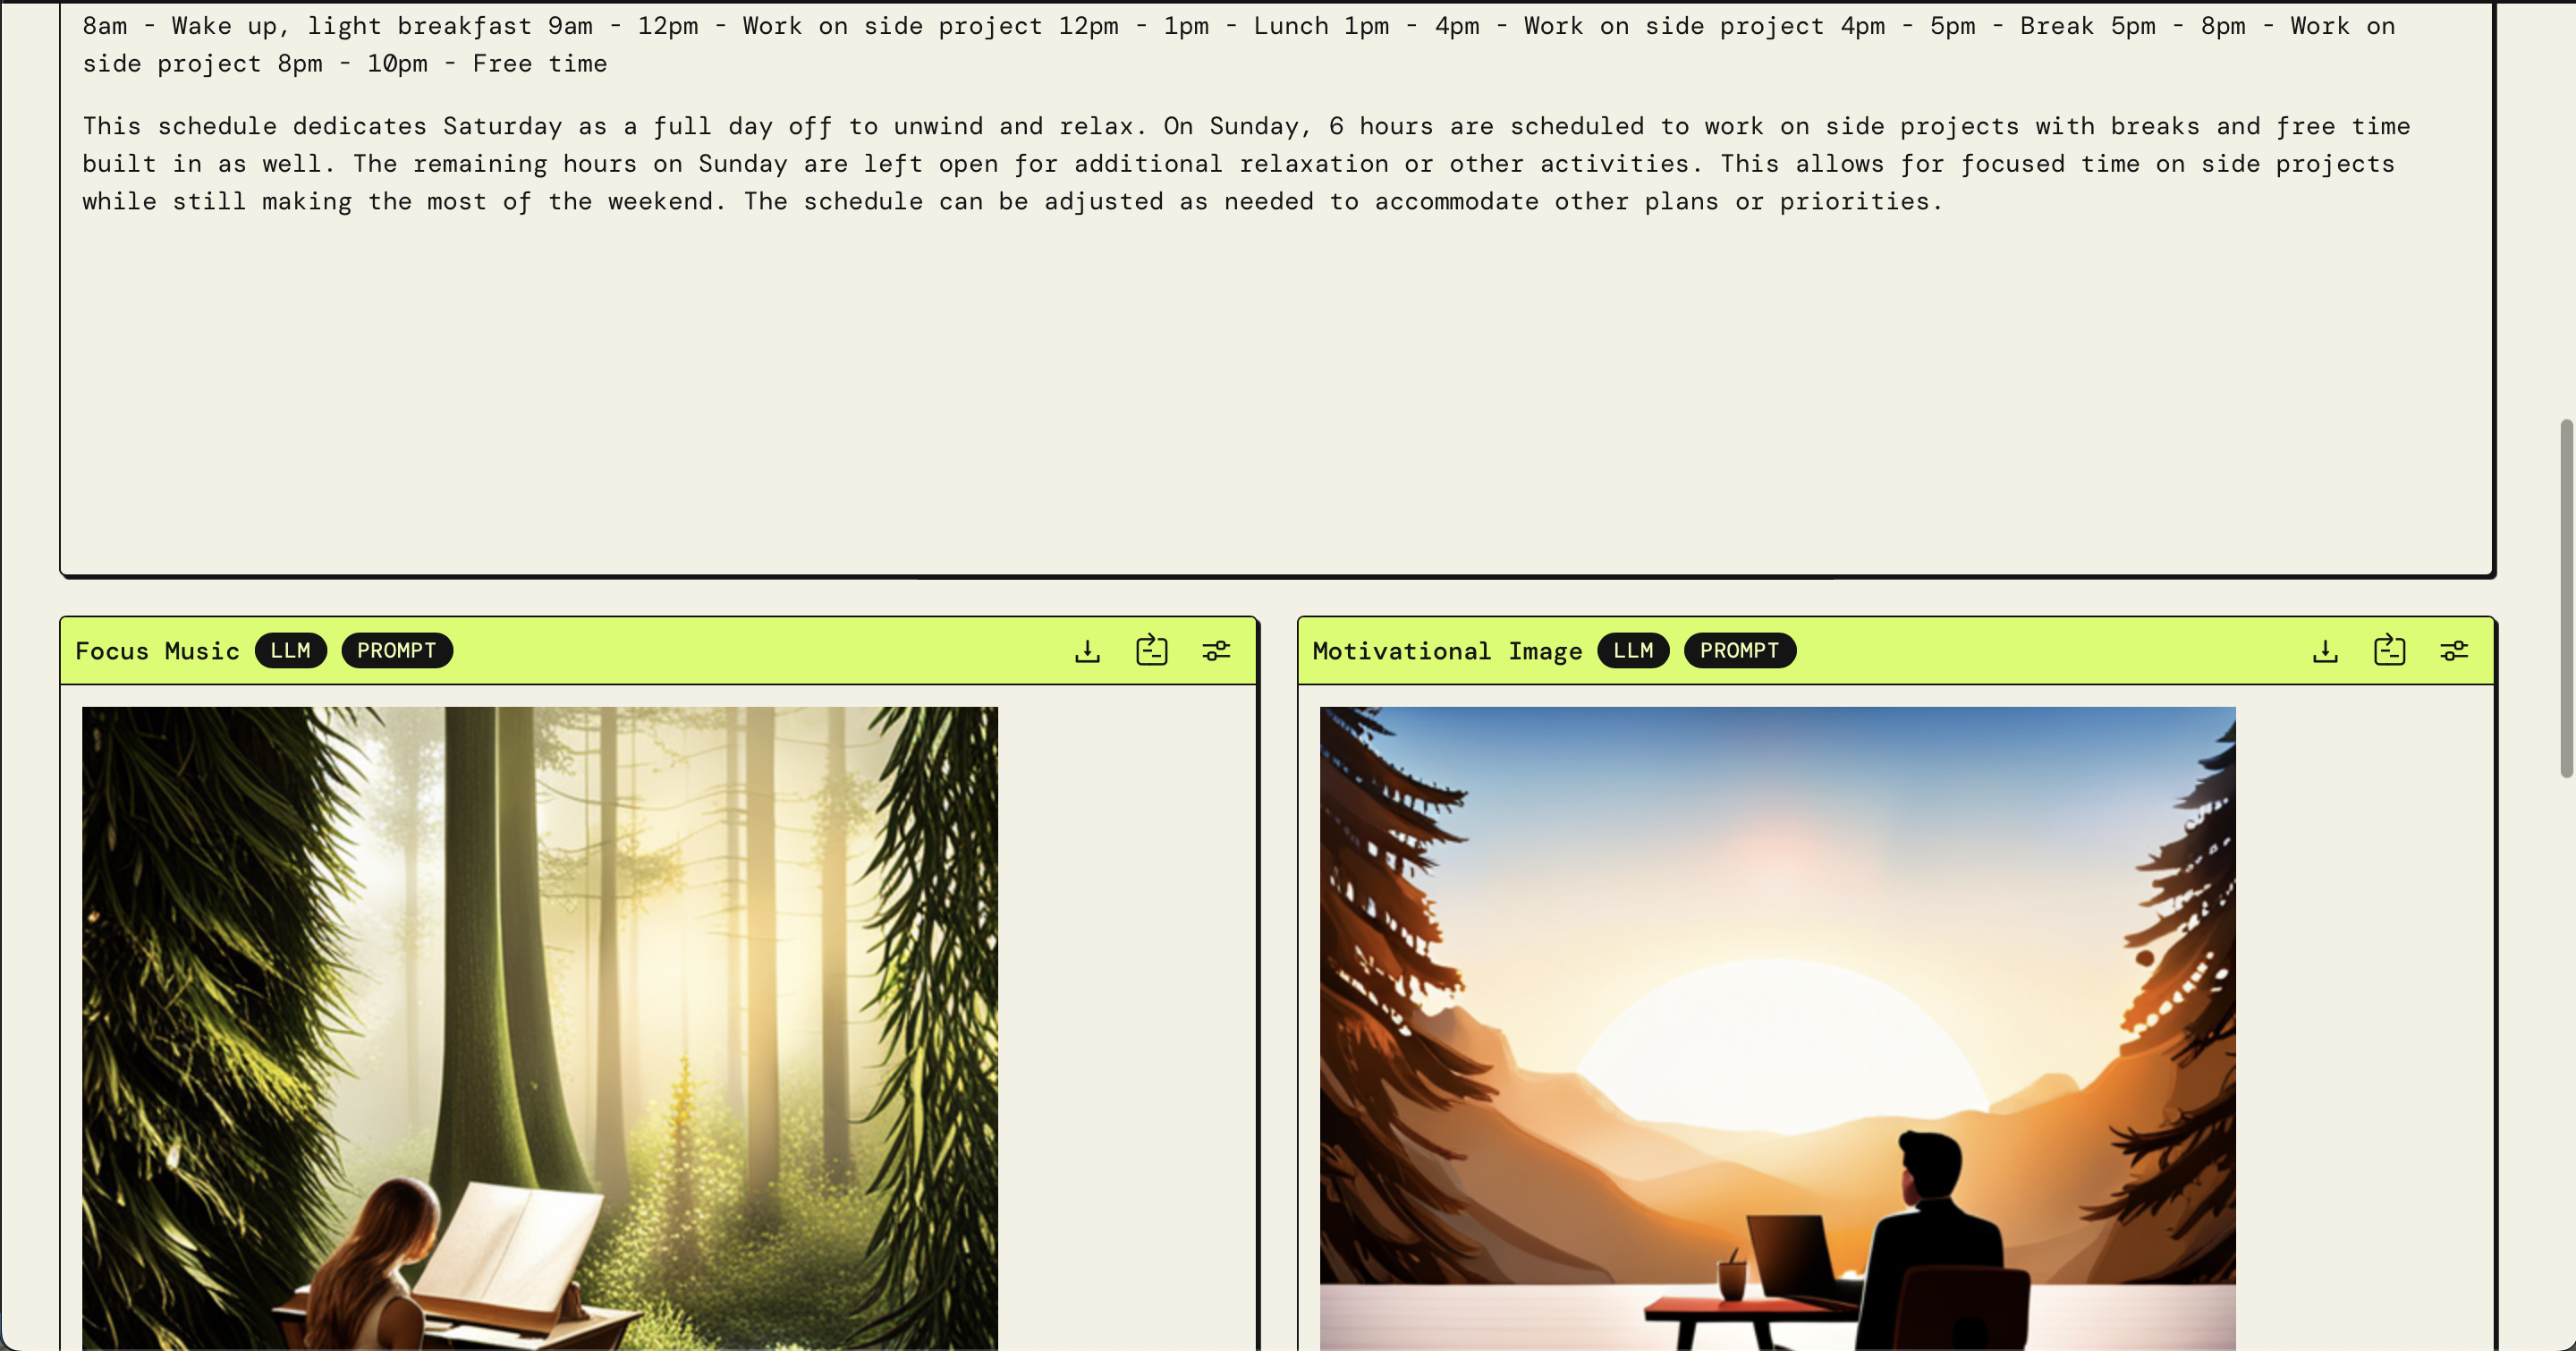 8am - Wake up, light breakfast 9am - 12pm - Work on side project 12pm - 1pm - Lunch 1pm - 4pm - Work on side project 4pm - 5pm - Break 5pm - 8pm - Work on
side project 8pm - 10pm - Free time
This schedule dedicates Saturday as a full day off to unwind and relax. On Sunday, 6 hours are scheduled to work on side projects with breaks and free time
built in as well. The remaining hours on Sunday are left open for additional relaxation or other activities. This allows for focused time on side projects
while still making the most of the weekend. The schedule can be adjusted as needed to accommodate other plans or priorities.
Focus Music LLM PROMPT
Motivational Image LLM PROMPT